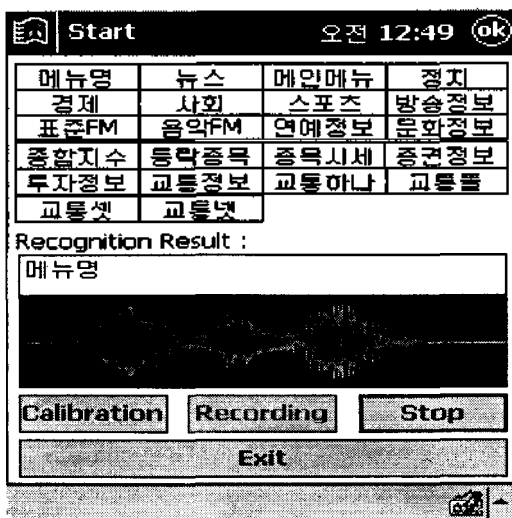 Start 오전 12:49 ok
메뉴명 뉴스 메인메뉴 정치
경제 사회 스포츠 방송정보
표준FM 음악FM 연예정보 문화정보
종합지수 등락종목 종목시세 증권정보
투자정보 교통정보 교통하나 교통둘
교통셋 교통넷
Recognition Result :
메뉴명
Calibration Recording Stop
Exit